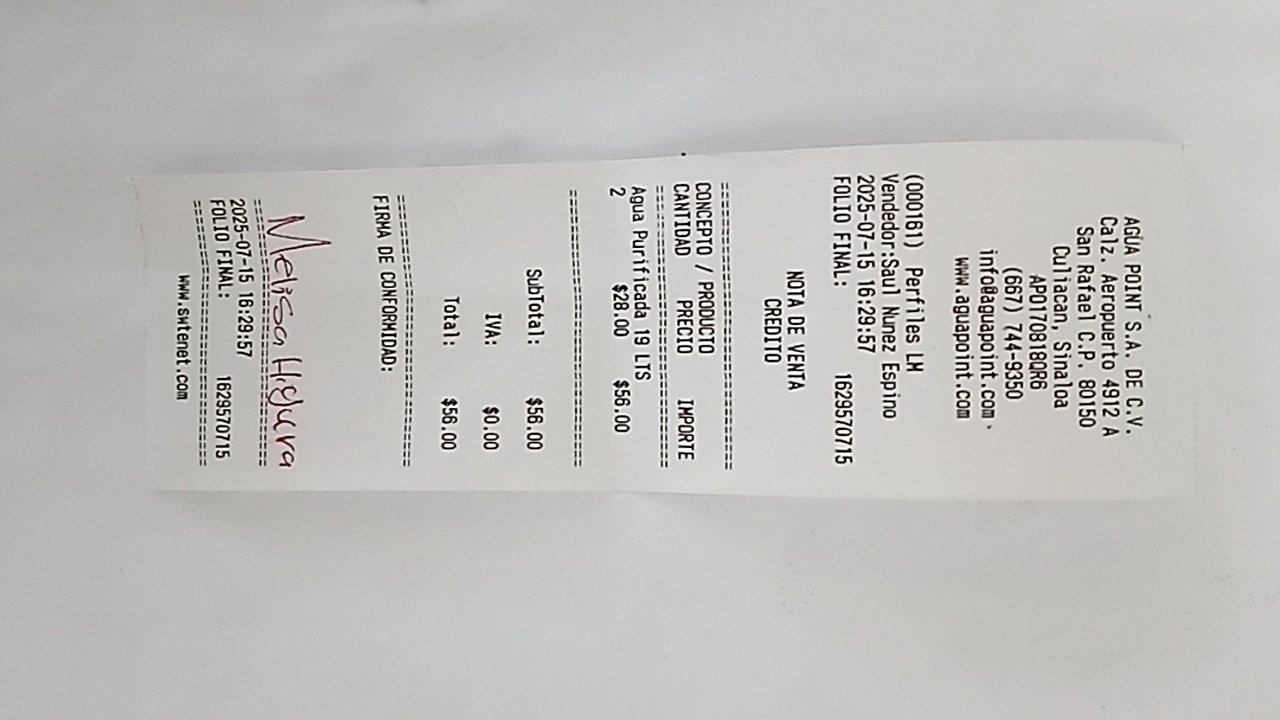 AGUA POINT S.A. DE C.V.
Calz. Aeropuerto 4912 A
San Rafael C.P. 80150
Culiacan, Sinaloa
APO170818QR6
(667) 744-9350
info@aguapoint.com
www.aguapoint.com
(000161) Perfiles LM
Vendedor:Saul Nunez Espino
2025-07-15 16:29:57
FOLIO FINAL: 1629570715
NOTA DE VENTA
CREDITO
==============================
CONCEPTO / PRODUCTO
CANTIDAD PRECIO IMPORTE
==============================
Agua Purificada 19 LTS
2 $28.00 $56.00
==============================
SubTotal: $56.00
IVA: $0.00
Total: $56.00
==============================
FIRMA DE CONFORMIDAD:
Melisa Higuera
==============================
2025-07-15 16:29:57
FOLIO FINAL: 1629570715
==============================
www.swtenet.com